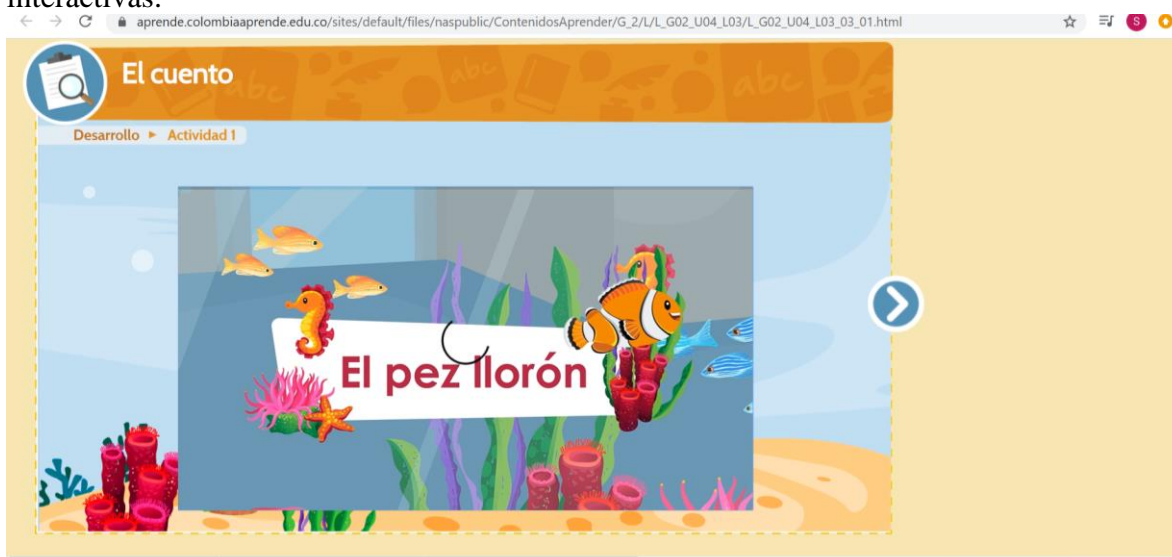 interactivas.
aprende.colombiaaprende.edu.co/sites/default/files/naspublic/ContenidosAprender/G_2/L/L_G02_U04_L03/L_G02_U04_L03_03_01.html
S
El cuento
abc
abc
abc
Desarrollo ► Actividad 1
El pez llorón